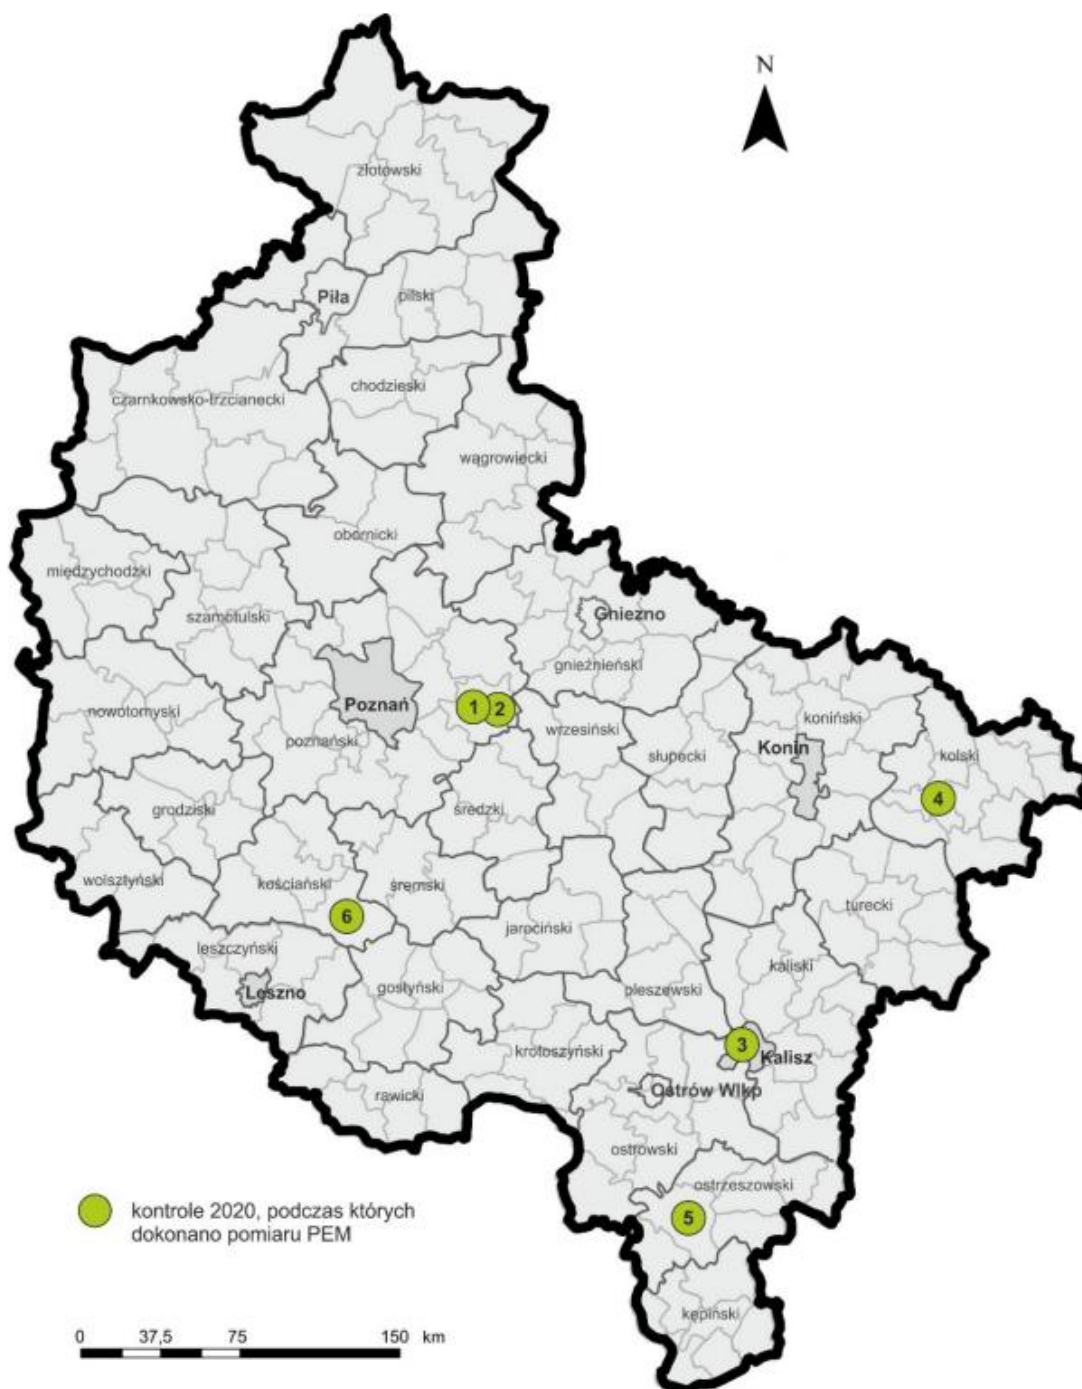 N
złotowski
Piła
pilski
chodzieski
czarnkowsko-trzcianecki
wągrowiecki
obornicki
międzychodzki
szamotulski
Gniezno
gnieźnieński
nowotomyski
Poznań
1
2
poznański
wrzesiński
słupecki
Konin
koniński
kolski
4
grodziski
średzki
wolsztyński
kościański
śremski
6
turecki
jarociński
leszczyński
kaliski
Leszno
gostyński
pleszewski
3
Kalisz
krotoszyński
Ostrów Wlkp
rawicki
ostrowski
ostrzeszowski
5
kontrole 2020, podczas których
dokonano pomiaru PEM
kępiński
0 37,5 75 150 km